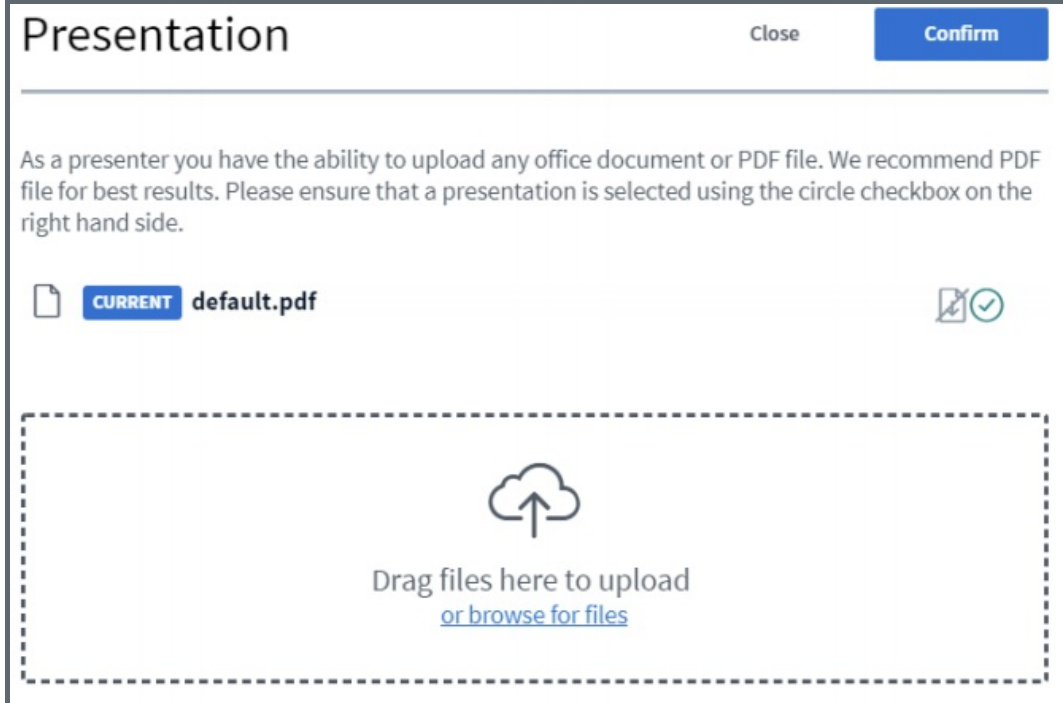 Presentation
Close
Confirm
As a presenter you have the ability to upload any office document or PDF file. We recommend PDF
file for best results. Please ensure that a presentation is selected using the circle checkbox on the
right hand side.
CURRENT default.pdf
Drag files here to upload
or browse for files